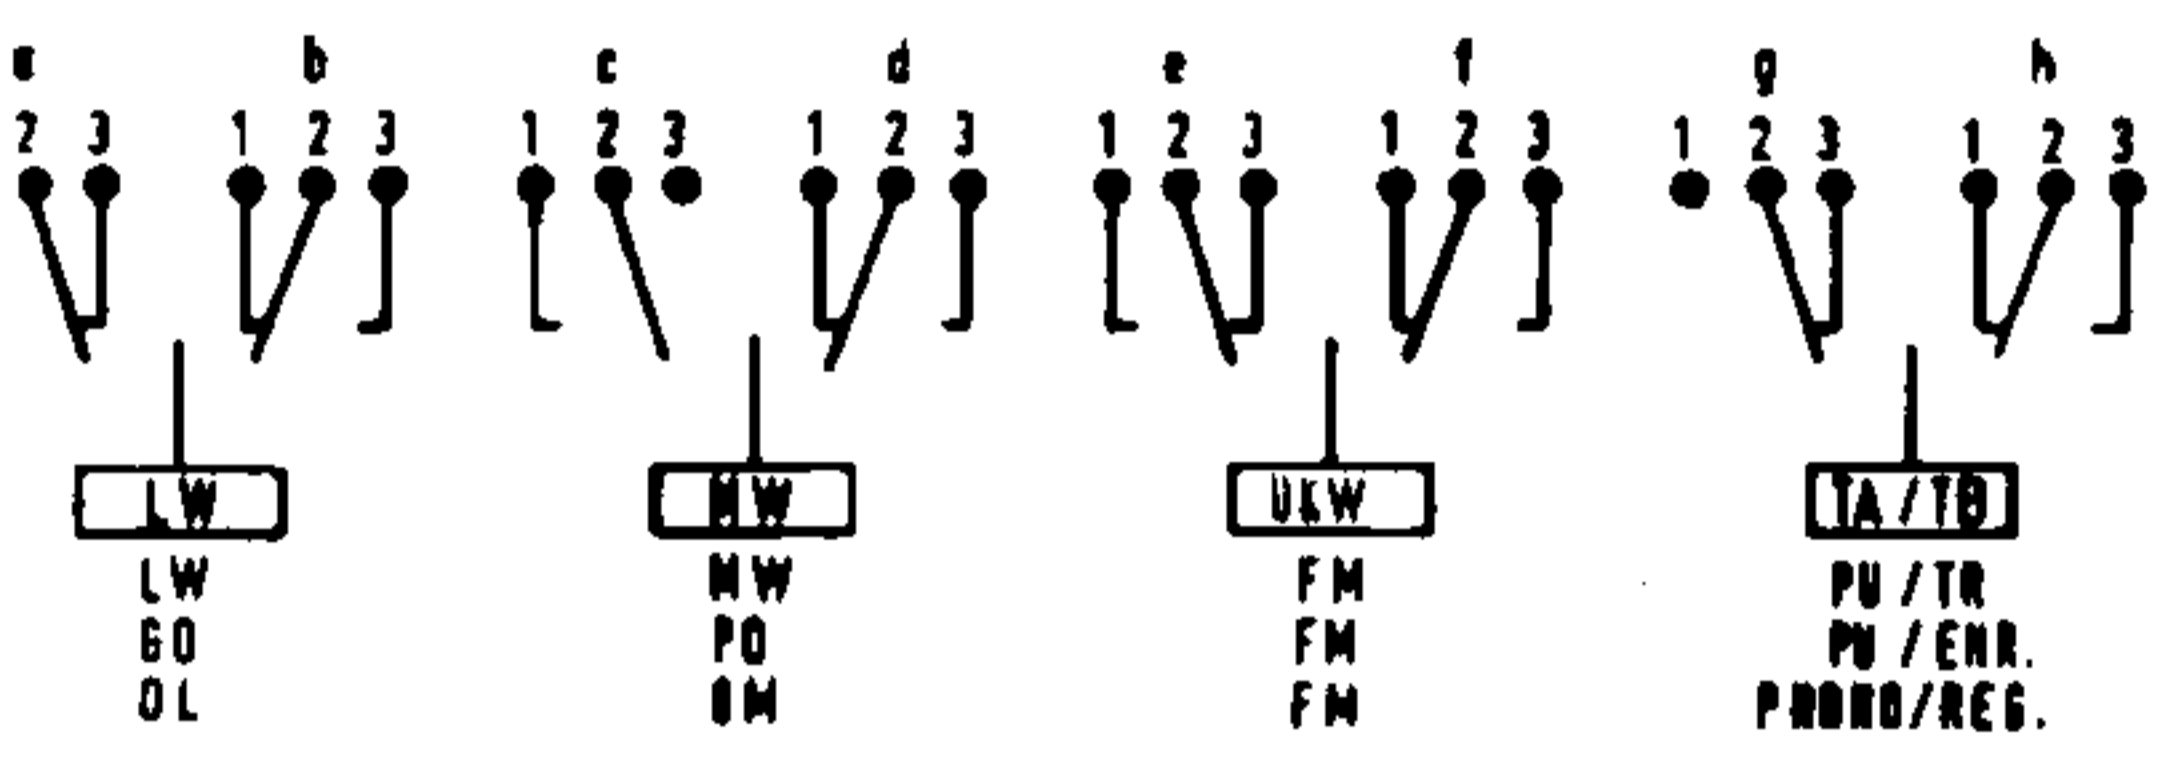 a b c d e f g h
2 3 1 2 3 1 2 3 1 2 3 1 2 3 1 2 3 1 2 3 1 2 3
LW MW UKW TA/TB
LW MW FM PU/TR
GO PO FM PU/ENR.
OL OM FM PHONO/REG.